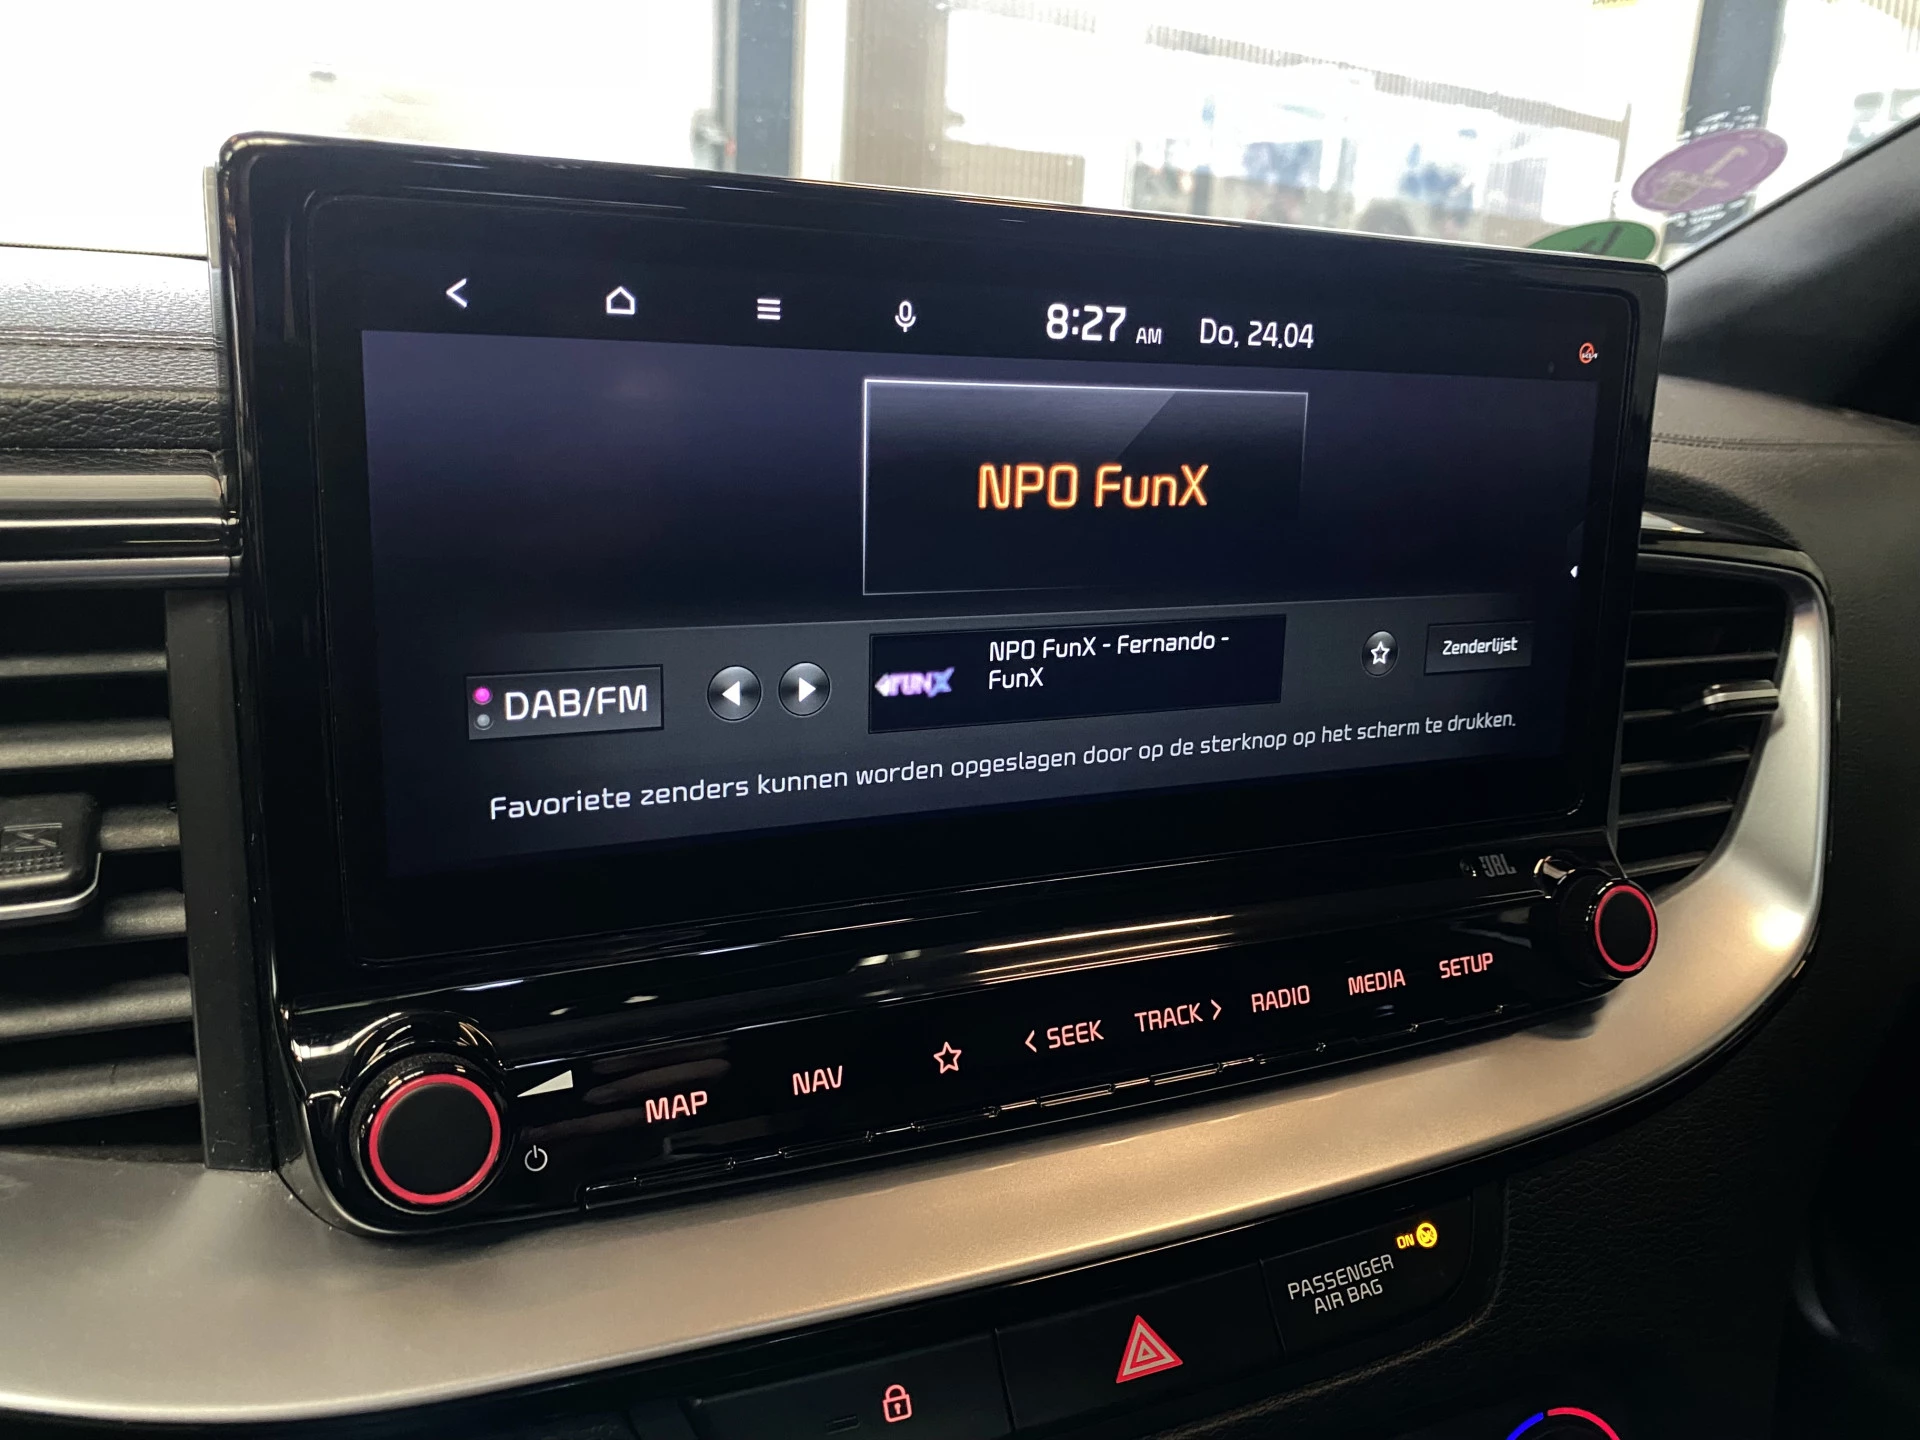 8:27 AM Do, 24.04
NPO FunX
NPO FunX - Fernando -
FunX
FUNX
DAB/FM
Zenderlijst
Favoriete zenders kunnen worden opgeslagen door op de sterknop op het scherm te drukken.
JBL
MAP NAV < SEEK TRACK > RADIO MEDIA SETUP
PASSENGER
AIR BAG
ON